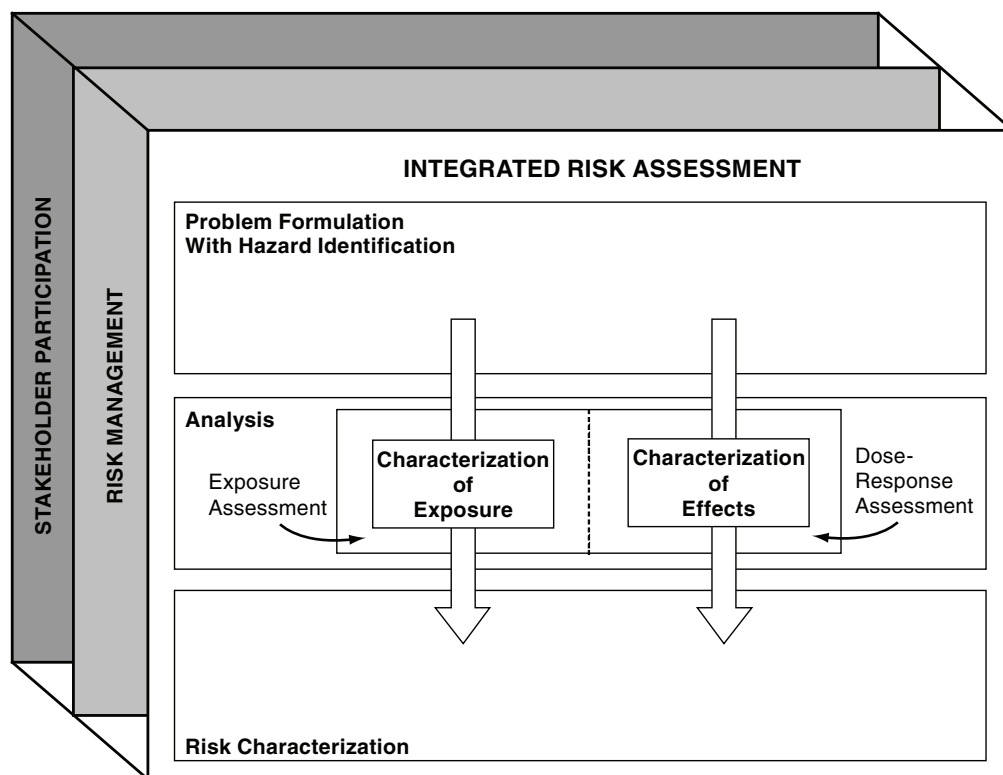 INTEGRATED RISK ASSESSMENT
STAKEHOLDER PARTICIPATION
RISK MANAGEMENT
Problem Formulation
With Hazard Identification
Analysis
Exposure
Assessment
Characterization
of
Exposure
Characterization
of
Effects
Dose-
Response
Assessment
Risk Characterization